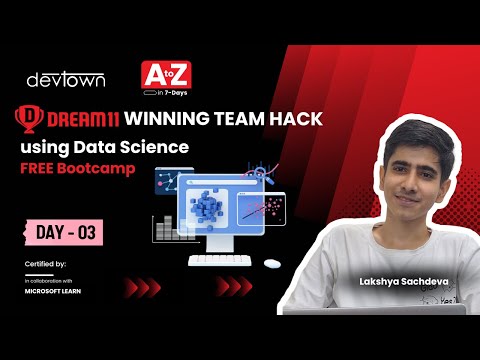 devtown
A to Z
in 7-Days
DREAM11 WINNING TEAM HACK
using Data Science
FREE Bootcamp
DAY - 03
Certified by:
In collaboration with
MICROSOFT LEARN
Lakshya Sachdeva